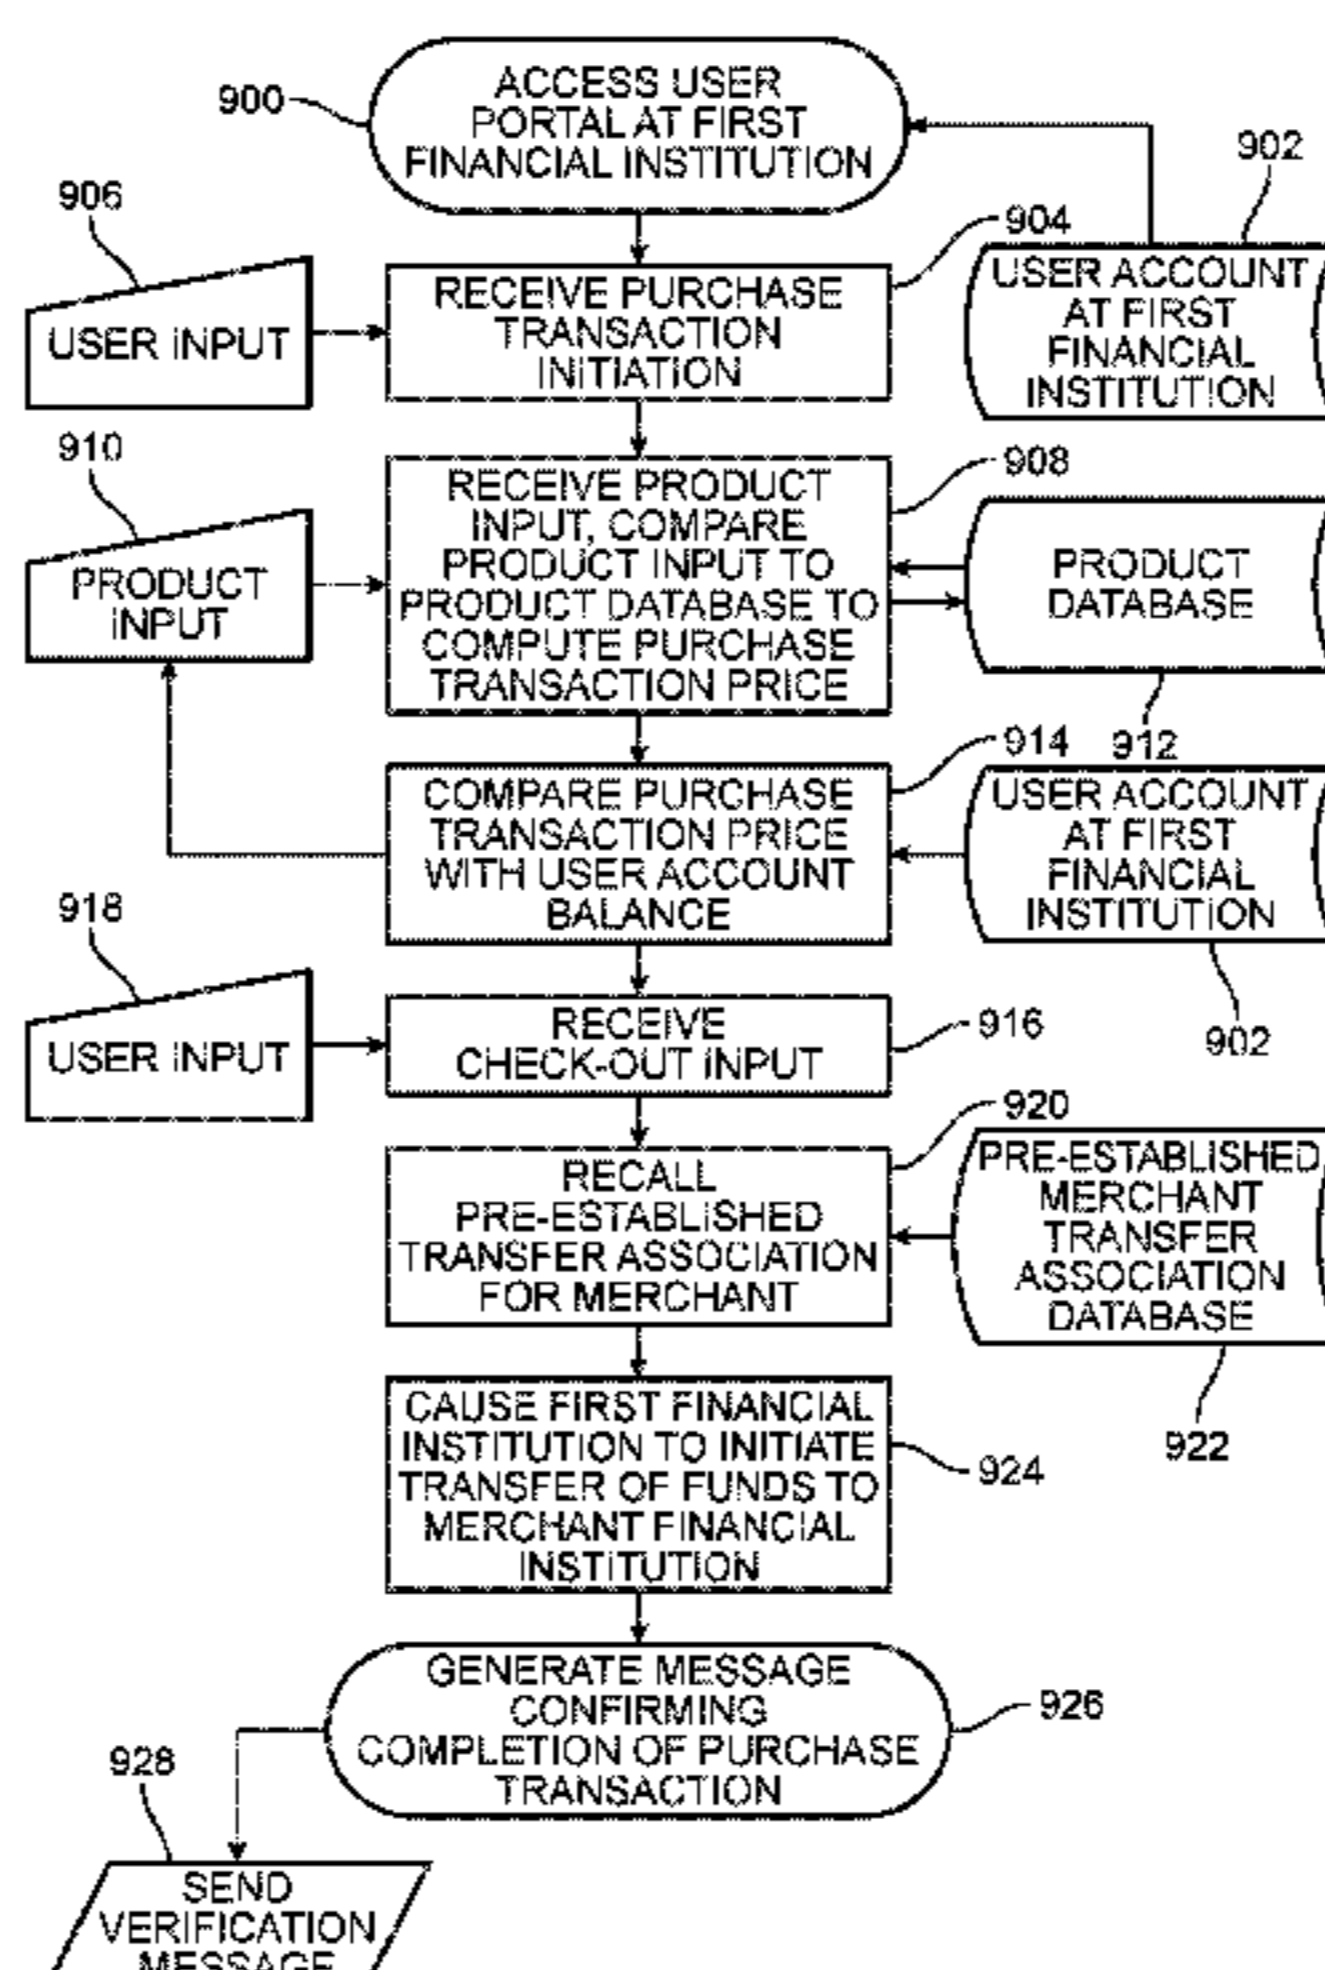 900
ACCESS USER
PORTAL AT FIRST
FINANCIAL INSTITUTION
902
906
904
USER INPUT
RECEIVE PURCHASE
TRANSACTION
INITIATION
USER ACCOUNT
AT FIRST
FINANCIAL
INSTITUTION
910
908
PRODUCT
INPUT
RECEIVE PRODUCT
INPUT, COMPARE
PRODUCT INPUT TO
PRODUCT DATABASE TO
COMPUTE PURCHASE
TRANSACTION PRICE
PRODUCT
DATABASE
912
914
COMPARE PURCHASE
TRANSACTION PRICE
WITH USER ACCOUNT
BALANCE
USER ACCOUNT
AT FIRST
FINANCIAL
INSTITUTION
902
918
USER INPUT
RECEIVE
CHECK-OUT INPUT
916
920
RECALL
PRE-ESTABLISHED
TRANSFER ASSOCIATION
FOR MERCHANT
PRE-ESTABLISHED
MERCHANT
TRANSFER
ASSOCIATION
DATABASE
922
CAUSE FIRST FINANCIAL
INSTITUTION TO INITIATE
TRANSFER OF FUNDS TO
MERCHANT FINANCIAL
INSTITUTION
924
GENERATE MESSAGE
CONFIRMING
COMPLETION OF PURCHASE
TRANSACTION
926
928
SEND
VERIFICATION
MESSAGE